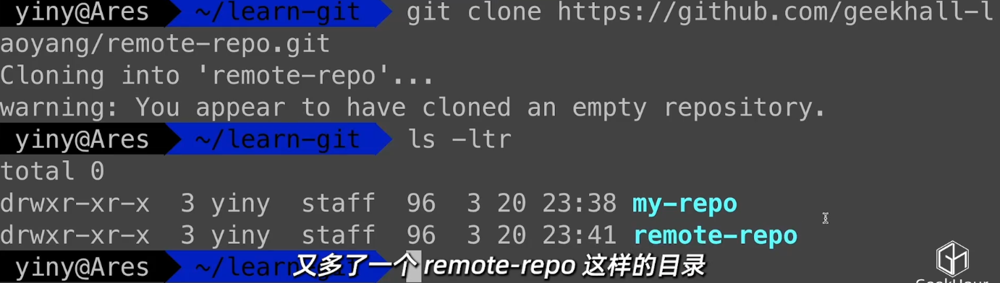 yiny@Ares ~/learn-git git clone https://github.com/geekhall-l
aoyang/remote-repo.git
Cloning into 'remote-repo'...
warning: You appear to have cloned an empty repository.
yiny@Ares ~/learn-git ls -ltr
total 0
drwxr-xr-x 3 yiny staff 96 3 20 23:38 my-repo
drwxr-xr-x 3 yiny staff 96 3 20 23:41 remote-repo
yiny@Ares ~/learn-git
又多了一个 remote-repo 这样的目录